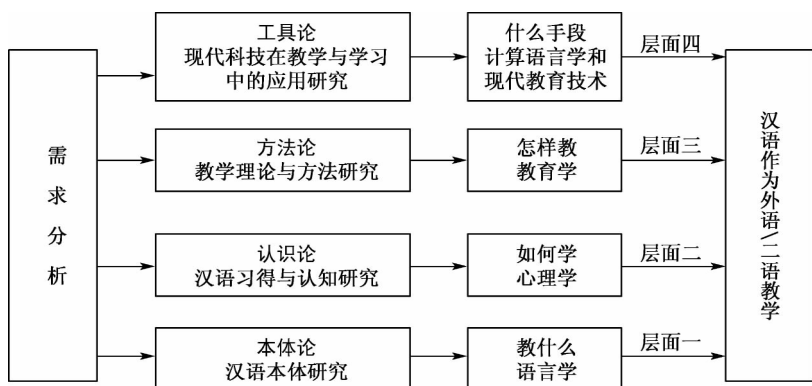 需求分析
工具论
现代科技在教学与学习
中的应用研究
什么手段
计算语言学和
现代教育技术
层面四
方法论
教学理论与方法研究
怎样教
教育学
层面三
认识论
汉语习得与认知研究
如何学
心理学
层面二
本体论
汉语本体研究
教什么
语言学
层面一
汉语作为外语/二语教学